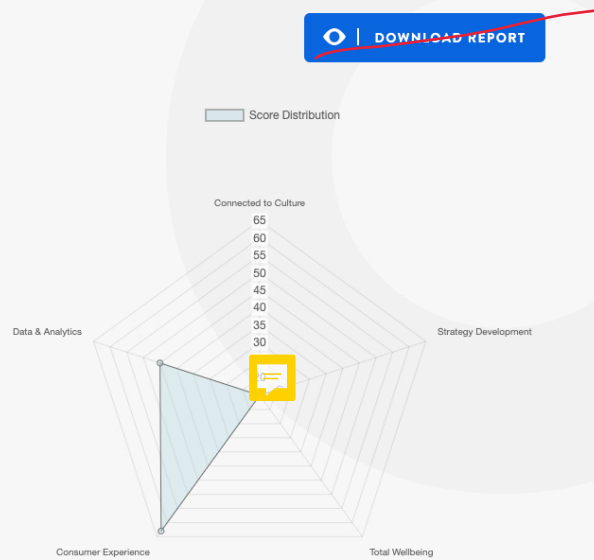 DOWNLOAD REPORT
Score Distribution
Connected to Culture
65
60
55
50
45
40
35
30
Data & Analytics
Strategy Development
Consumer Experience
Total Wellbeing